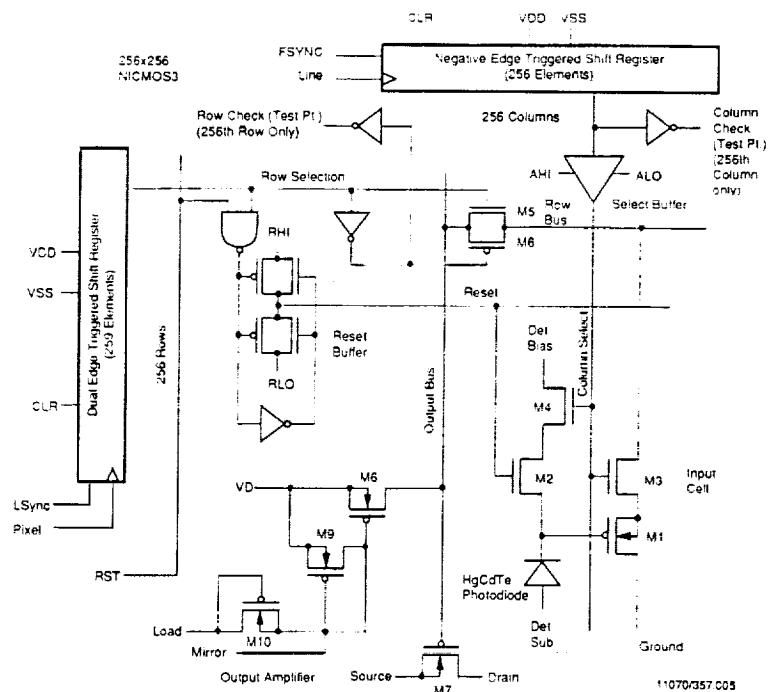 CLR
VDD
VSS
FSYNC
Line
Negative Edge Triggered Shift Register
(256 Elements)
256x256
NICMOS3
Row Check (Test Pt.)
(256th Row Only)
256 Columns
Column
Check
(Test Pt.)
(256th
Column
only)
AHI
ALO
Row Selection
M5
Row
Bus
Select Buffer
M6
RHI
VDD
VSS
Dual Edge Triggered Shift Register
(259 Elements)
256 Rows
Reset
Reset
Buffer
RLO
Output Bus
Det
Bias
Column Select
M4
CLR
M2
M3
Input
Cell
M6
VD
LSync
Pixel
M9
M1
RST
HgCdTe
Photodiode
Load
M10
Mirror
Output Amplifier
Det
Sub
Ground
Source
Drain
M7
11070/357.005